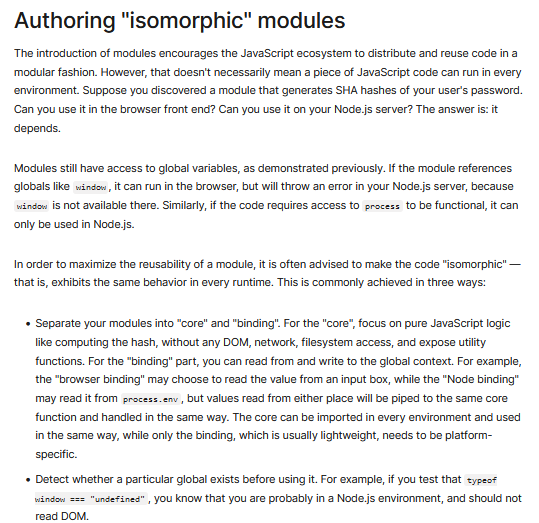 Authoring "isomorphic" modules
The introduction of modules encourages the JavaScript ecosystem to distribute and reuse code in a
modular fashion. However, that doesn't necessarily mean a piece of JavaScript code can run in every
environment. Suppose you discovered a module that generates SHA hashes of your user's password.
Can you use it in the browser front end? Can you use it on your Node.js server? The answer is: it
depends.
Modules still have access to global variables, as demonstrated previously. If the module references
globals like window, it can run in the browser, but will throw an error in your Node.js server, because
window is not available there. Similarly, if the code requires access to process to be functional, it can
only be used in Node.js.
In order to maximize the reusability of a module, it is often advised to make the code "isomorphic" —
that is, exhibits the same behavior in every runtime. This is commonly achieved in three ways:
• Separate your modules into "core" and "binding". For the "core", focus on pure JavaScript logic
like computing the hash, without any DOM, network, filesystem access, and expose utility
functions. For the "binding" part, you can read from and write to the global context. For example,
the "browser binding" may choose to read the value from an input box, while the "Node binding"
may read it from process.env, but values read from either place will be piped to the same core
function and handled in the same way. The core can be imported in every environment and used
in the same way, while only the binding, which is usually lightweight, needs to be platform-
specific.
• Detect whether a particular global exists before using it. For example, if you test that typeof
window === "undefined", you know that you are probably in a Node.js environment, and should not
read DOM.